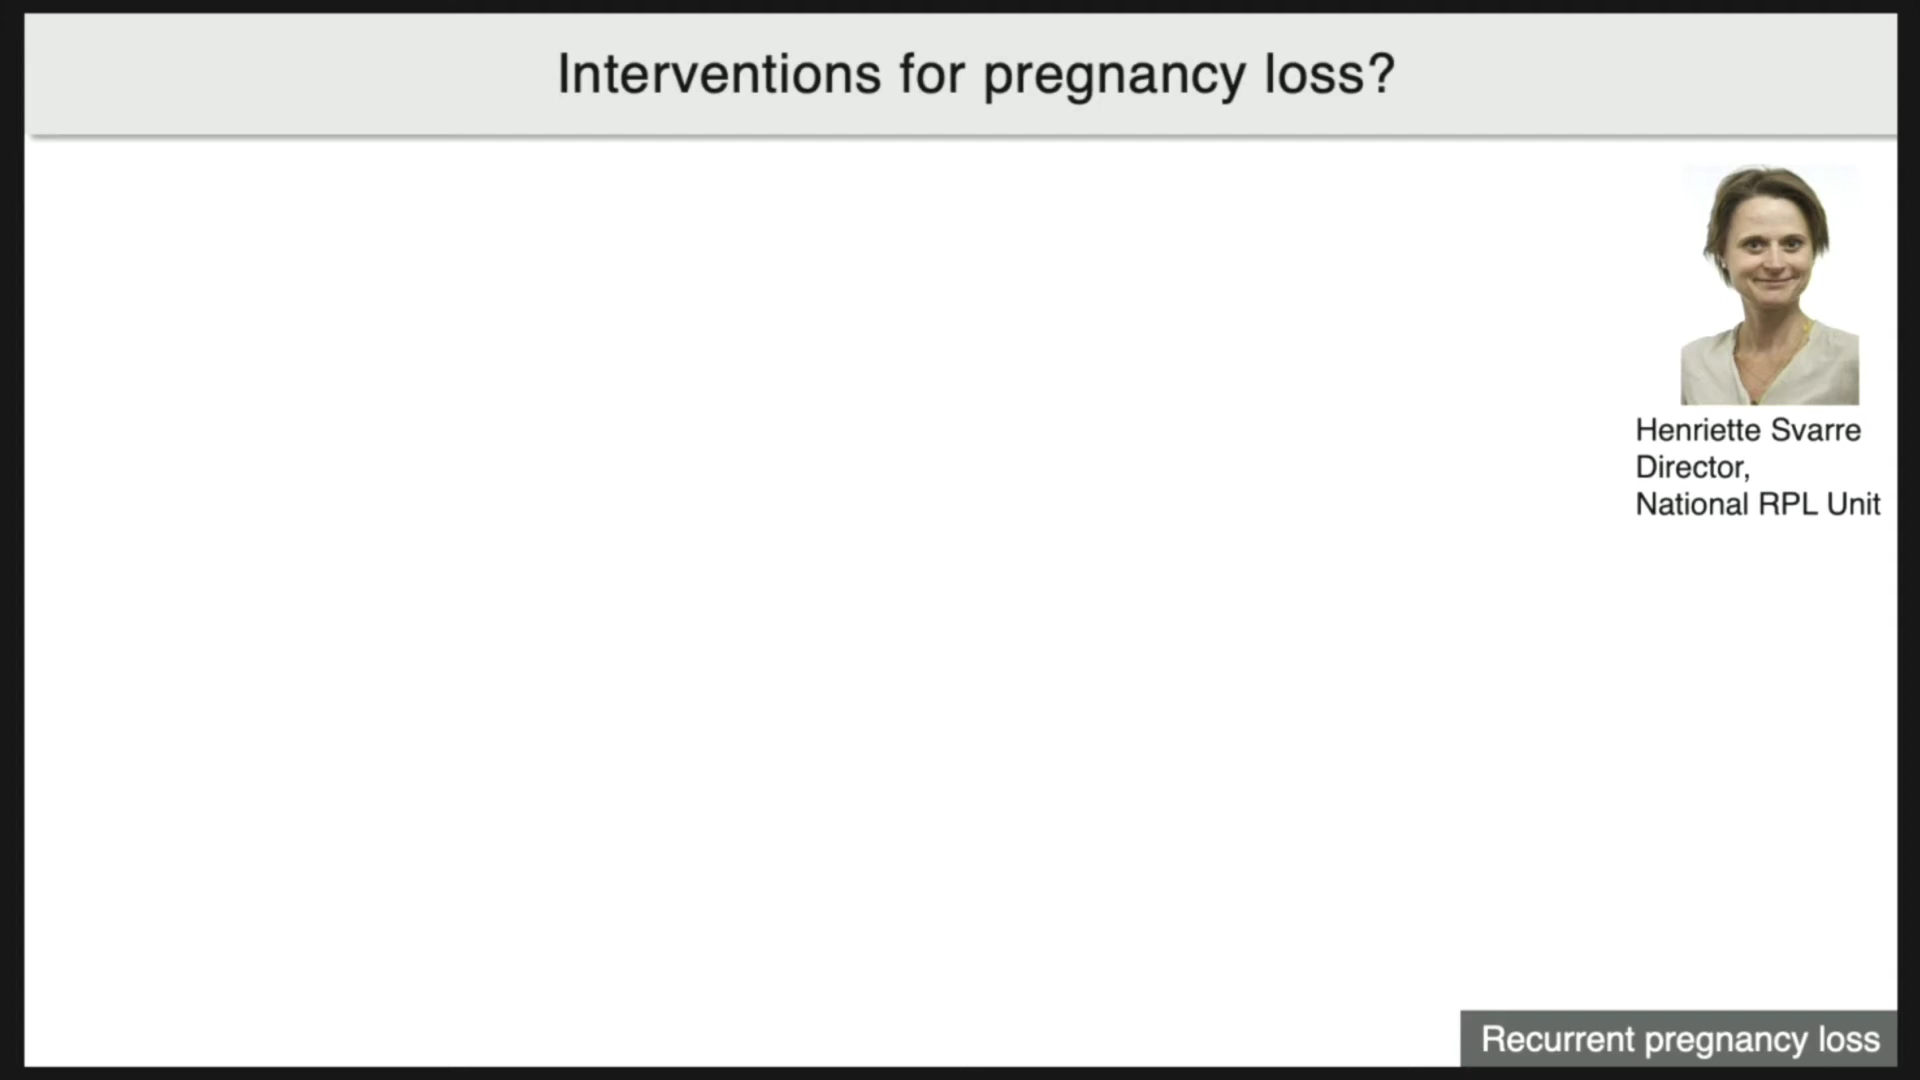 Interventions for pregnancy loss?
Henriette Svarre
Director,
National RPL Unit
Recurrent pregnancy loss